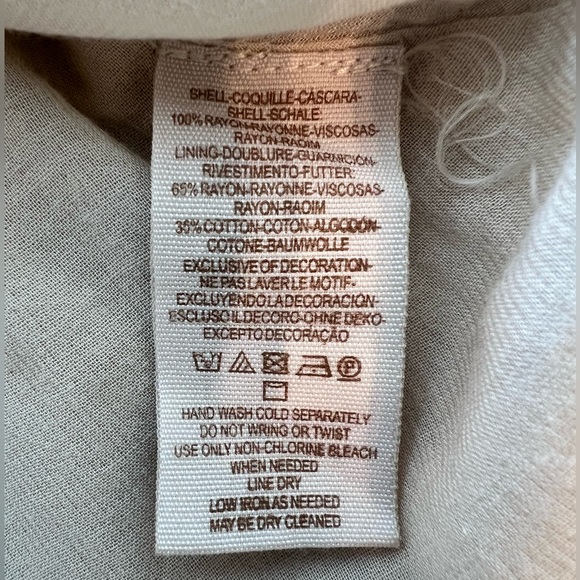 SHELL-COQUILLE-CASCARA-
SHELL-SCHALE:
100% RAYON-RAYONNE-VISCOSAS-
RAYON-RADIM
LINING-DOUBLURE-GUARNICION-
RIVESTIMENTO-FUTTER:
65% RAYON-RAYONNE-VISCOSAS-
RAYON-RADIM
35% COTTON-COTON-ALGODÓN-
COTONE-BAUMWOLLE
EXCLUSIVE OF DECORATION-
NE PAS LAVER LE MOTIF-
EXCLUYENDO LA DECORACION-
ESCLUSO IL DECORO-OHNE DEKO-
EXCEPTO DECORAÇÃO
P
HAND WASH COLD SEPARATELY
DO NOT WRING OR TWIST
USE ONLY NON-CHLORINE BLEACH
WHEN NEEDED
LINE DRY
LOW IRON AS NEEDED
MAY BE DRY CLEANED